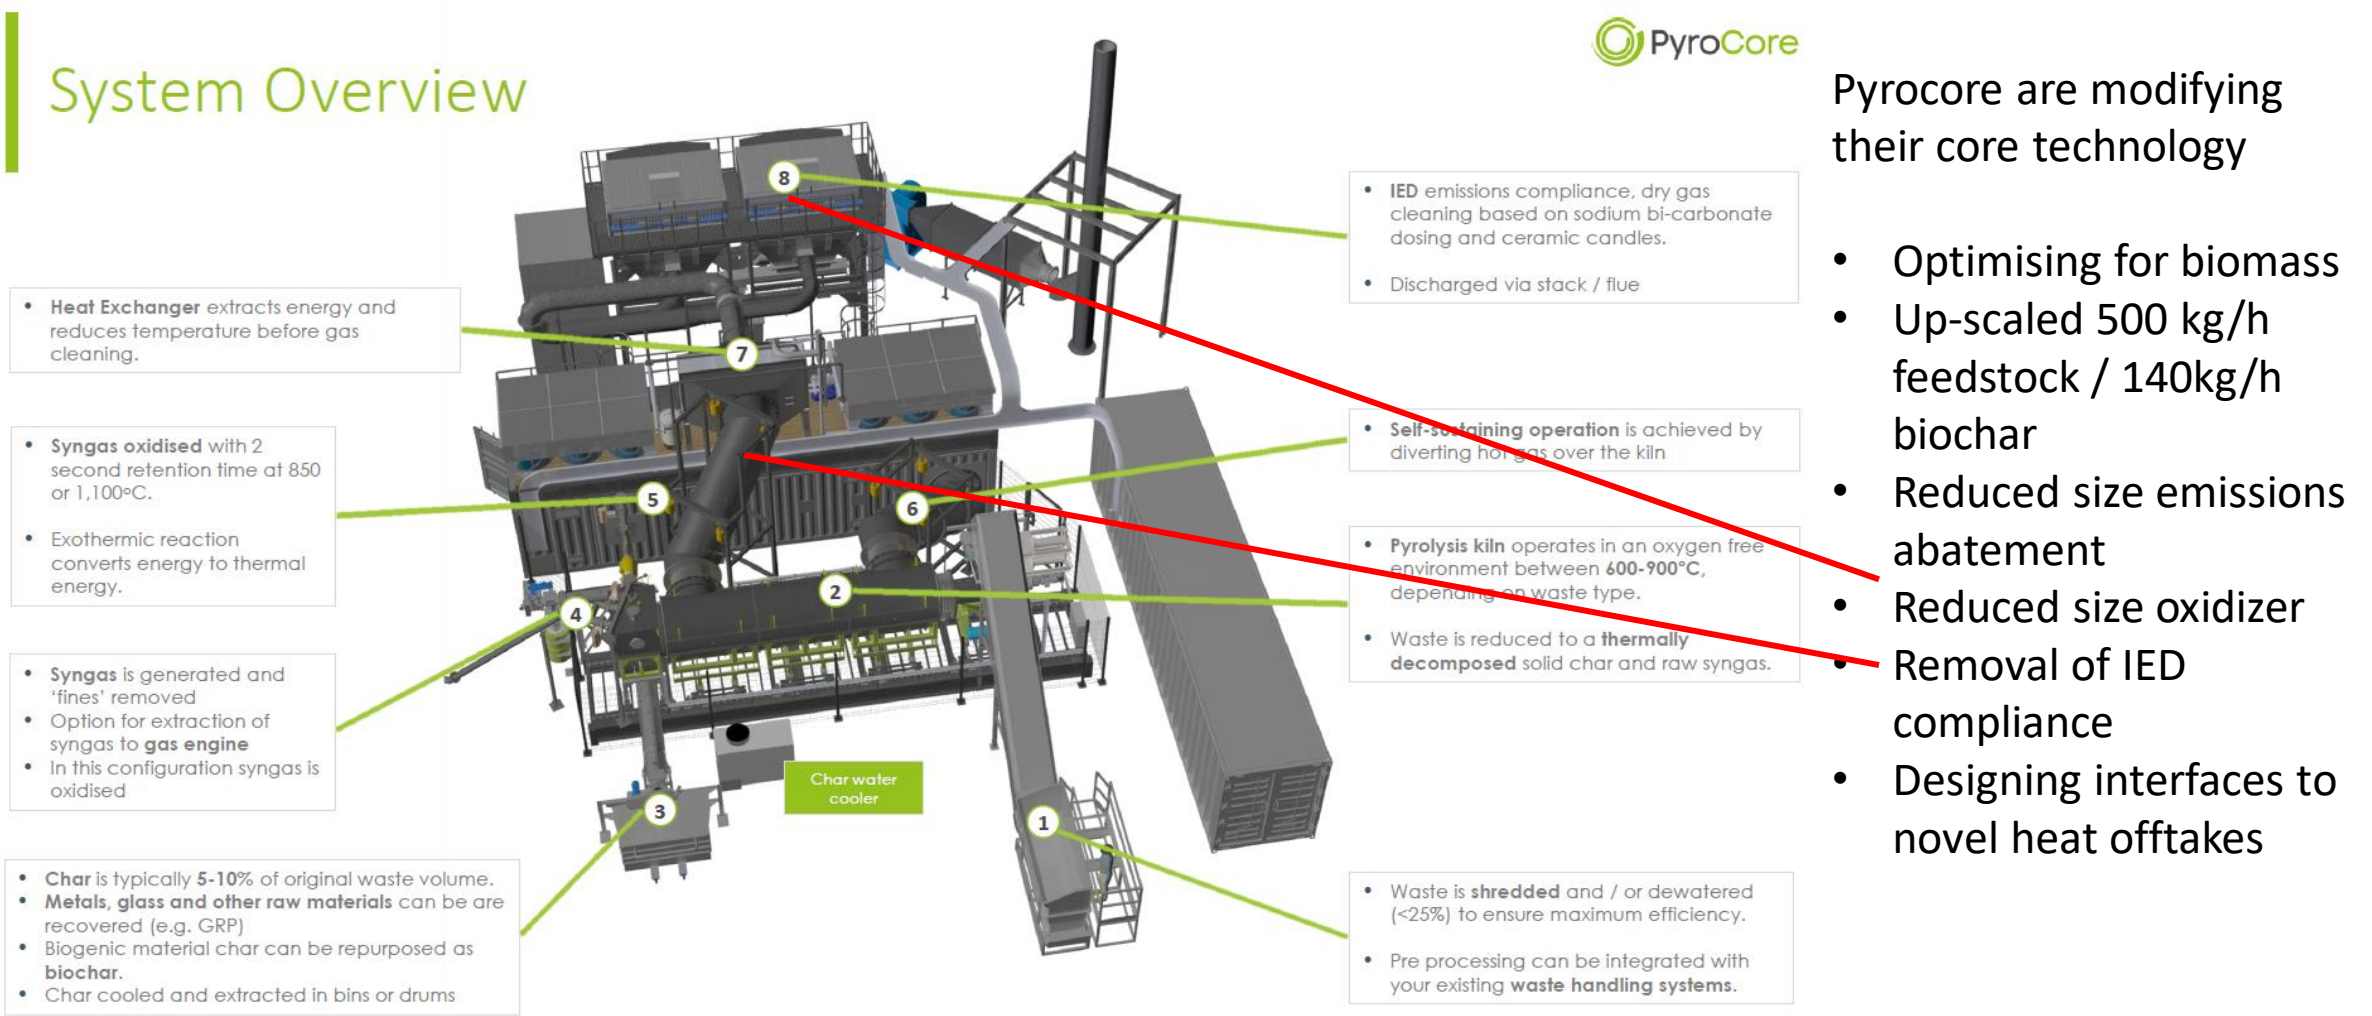 System Overview
PyroCore
Pyrocore are modifying
their core technology
• Optimising for biomass
• Up-scaled 500 kg/h
feedstock / 140kg/h
biochar
• Reduced size emissions
abatement
• Reduced size oxidizer
• Removal of IED
compliance
• Designing interfaces to
novel heat offtakes
• IED emissions compliance, dry gas
cleaning based on sodium bi-carbonate
dosing and ceramic candles.
• Discharged via stack / flue
• Heat Exchanger extracts energy and
reduces temperature before gas
cleaning.
• Syngas oxidised with 2
second retention time at 850
or 1,100°C.
• Exothermic reaction
converts energy to thermal
energy.
• Syngas is generated and
'fines' removed
• Option for extraction of
syngas to gas engine
• In this configuration syngas is
oxidised
• Char is typically 5-10% of original waste volume.
• Metals, glass and other raw materials can be are
recovered (e.g. GRP)
• Biogenic material char can be repurposed as
biochar.
• Char cooled and extracted in bins or drums
• Self-sustaining operation is achieved by
diverting hot gas over the kiln
• Pyrolysis kiln operates in an oxygen free
environment between 600-900°C,
depending on waste type.
• Waste is reduced to a thermally
decomposed solid char and raw syngas.
• Waste is shredded and / or dewatered
(<25%) to ensure maximum efficiency.
• Pre processing can be integrated with
your existing waste handling systems.
Char water
cooler
8
7
5
6
2
4
3
1